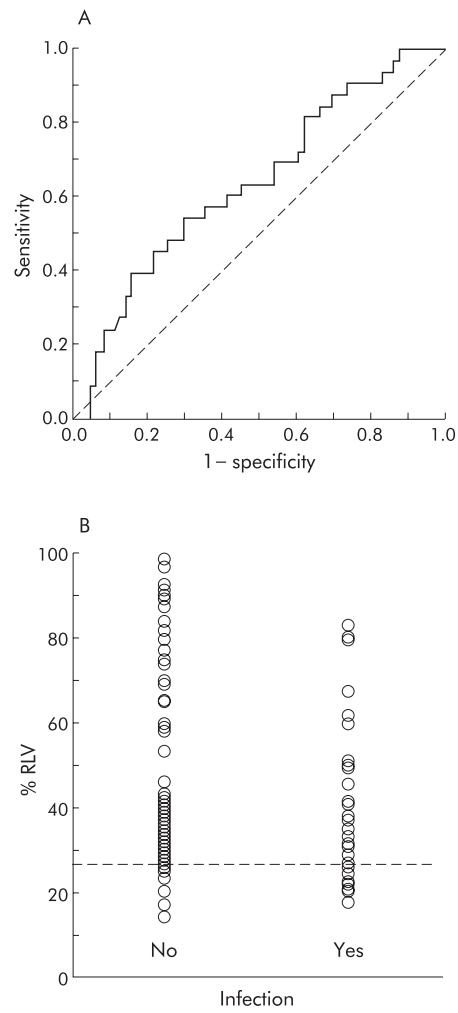 A
1.0
0.8
0.6
0.4
0.2
0.0
Sensitivity
0.0 0.2 0.4 0.6 0.8 1.0
1– specificity
B
100
80
60
40
20
0
% RLV
No Yes
Infection